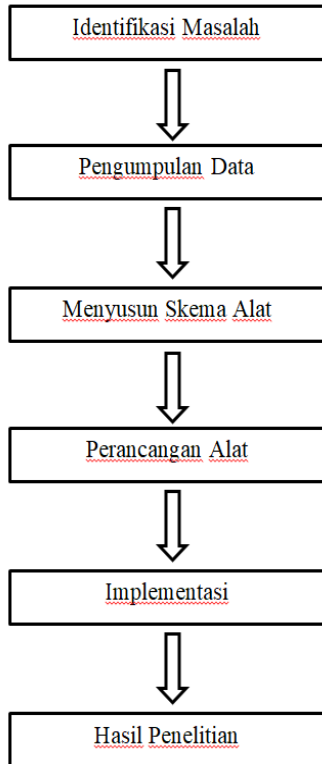 Identifikasi Masalah
Pengumpulan Data
Menyusun Skema Alat
Perancangan Alat
Implementasi
Hasil Penelitian